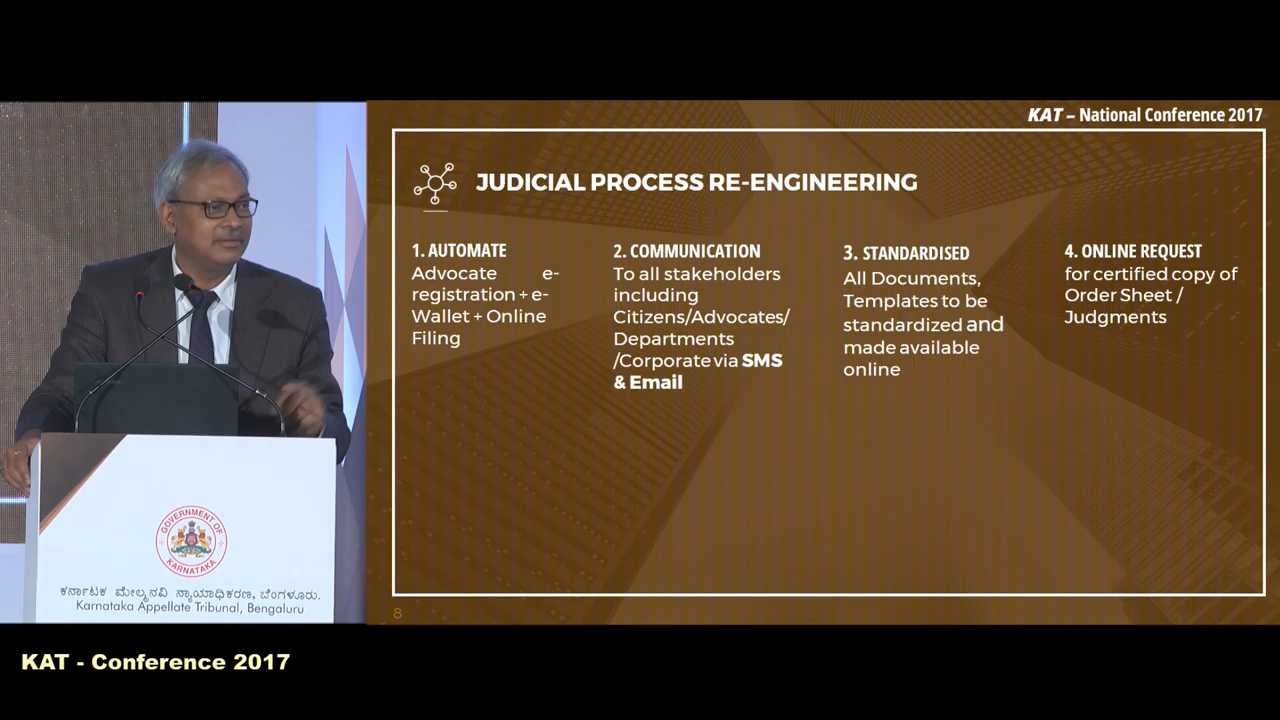 KAT – National Conference 2017
JUDICIAL PROCESS RE-ENGINEERING
1. AUTOMATE
Advocate e-
registration + e-
Wallet + Online
Filing
2. COMMUNICATION
To all stakeholders
including
Citizens/Advocates/
Departments
/Corporate via SMS
& Email
3. STANDARDISED
All Documents,
Templates to be
standardized and
made available
online
4. ONLINE REQUEST
for certified copy of
Order Sheet /
Judgments
8
GOVERNMENT OF
KARNATAKA
ಕರ್ನಾಟಕ ಮೇಲ್ಮನವಿ ನ್ಯಾಯಾಧಿಕರಣ, ಬೆಂಗಳೂರು.
Karnataka Appellate Tribunal, Bengaluru
KAT - Conference 2017